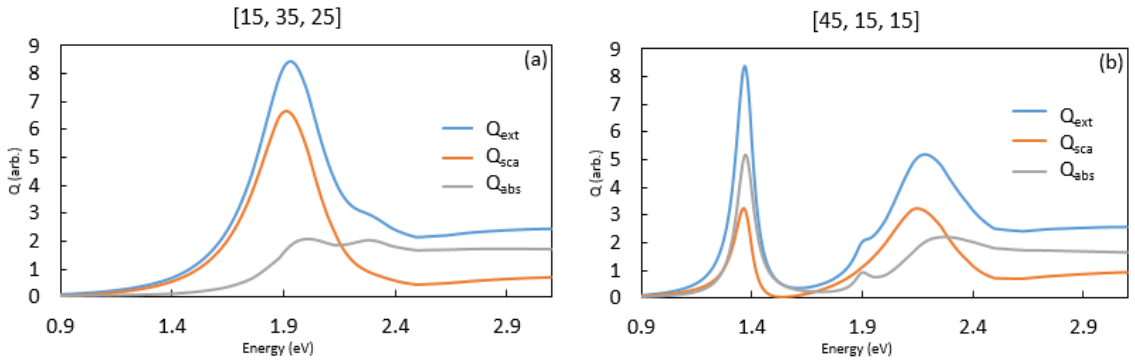 [15, 35, 25]
(a)
9
8
7
6
5
4
3
2
1
0
Q (arb.)
Qext
Qsca
Qabs
0.9
1.4
1.9
2.4
2.9
Energy (eV)
[45, 15, 15]
(b)
9
8
7
6
5
4
3
2
1
0
Q (arb.)
Qext
Qsca
Qabs
0.9
1.4
1.9
2.4
2.9
Energy (eV)